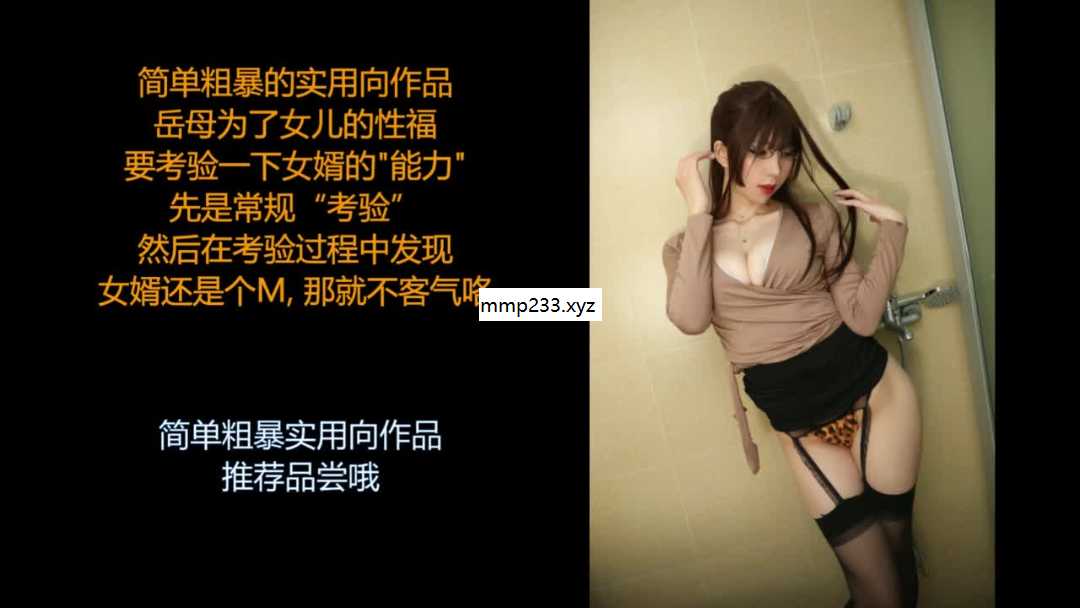 简单粗暴的实用向作品
岳母为了女儿的性福
要考验一下女婿的"能力"
先是常规“考验”
然后在考验过程中发现
女婿还是个M, 那就不客气咯
mmp233.xyz
简单粗暴实用向作品
推荐品尝哦